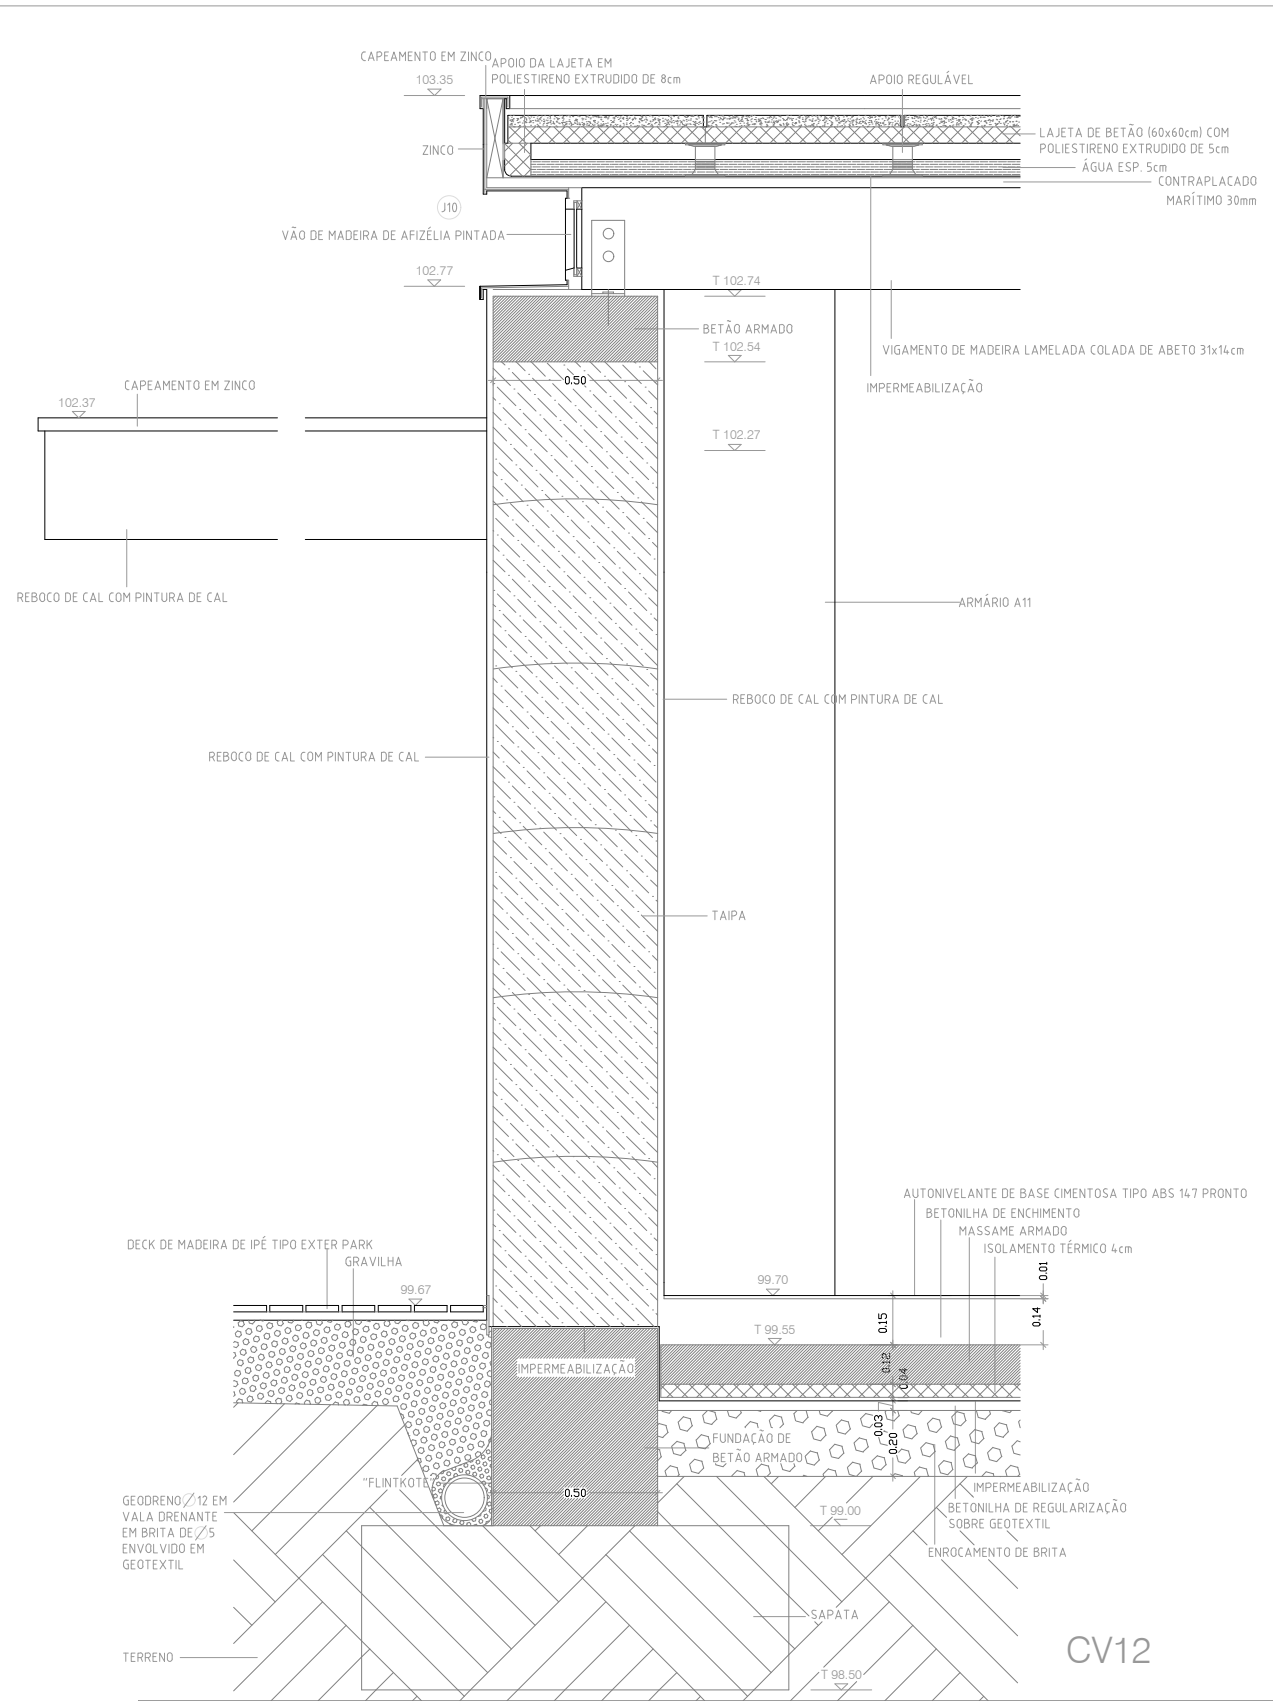 CAPEAMENTO EM ZINCO
APOIO DA LAJETA EM
POLIESTIRENO EXTRUDIDO DE 8cm
103.35
APOIO REGULÁVEL
LAJETA DE BETÃO (60x60cm) COM
POLIESTIRENO EXTRUDIDO DE 5cm
ZINCO
ÁGUA ESP. 5cm
CONTRAPLACADO
MARÍTIMO 30mm
J10
VÃO DE MADEIRA DE AFIZÉLIA PINTADA
102.77
T 102.74
BETÃO ARMADO
T 102.54
VIGAMENTO DE MADEIRA LAMELADA COLADA DE ABETO 31x14cm
0.50
CAPEAMENTO EM ZINCO
IMPERMEABILIZAÇÃO
102.37
T 102.27
REBOCO DE CAL COM PINTURA DE CAL
ARMÁRIO A11
REBOCO DE CAL COM PINTURA DE CAL
REBOCO DE CAL COM PINTURA DE CAL
TAIPA
AUTONIVELANTE DE BASE CIMENTOSA TIPO ABS 147 PRONTO
BETONILHA DE ENCHIMENTO
MASSAME ARMADO
ISOLAMENTO TÉRMICO 4cm
DECK DE MADEIRA DE IPÉ TIPO EXTER PARK
GRAVILHA
99.67
99.70
0.01
0.14
0.15
T 99.55
0.12
0.04
IMPERMEABILIZAÇÃO
0.03
0.20
FUNDAÇÃO DE
BETÃO ARMADO
"FLINTKOTE"
0.50
IMPERMEABILIZAÇÃO
BETONILHA DE REGULARIZAÇÃO
SOBRE GEOTEXTIL
GEODRENO∅12 EM
VALA DRENANTE
EM BRITA DE∅5
ENVOLVIDO EM
GEOTEXTIL
T 99.00
ENROCAMENTO DE BRITA
SAPATA
TERRENO
T 98.50
CV12